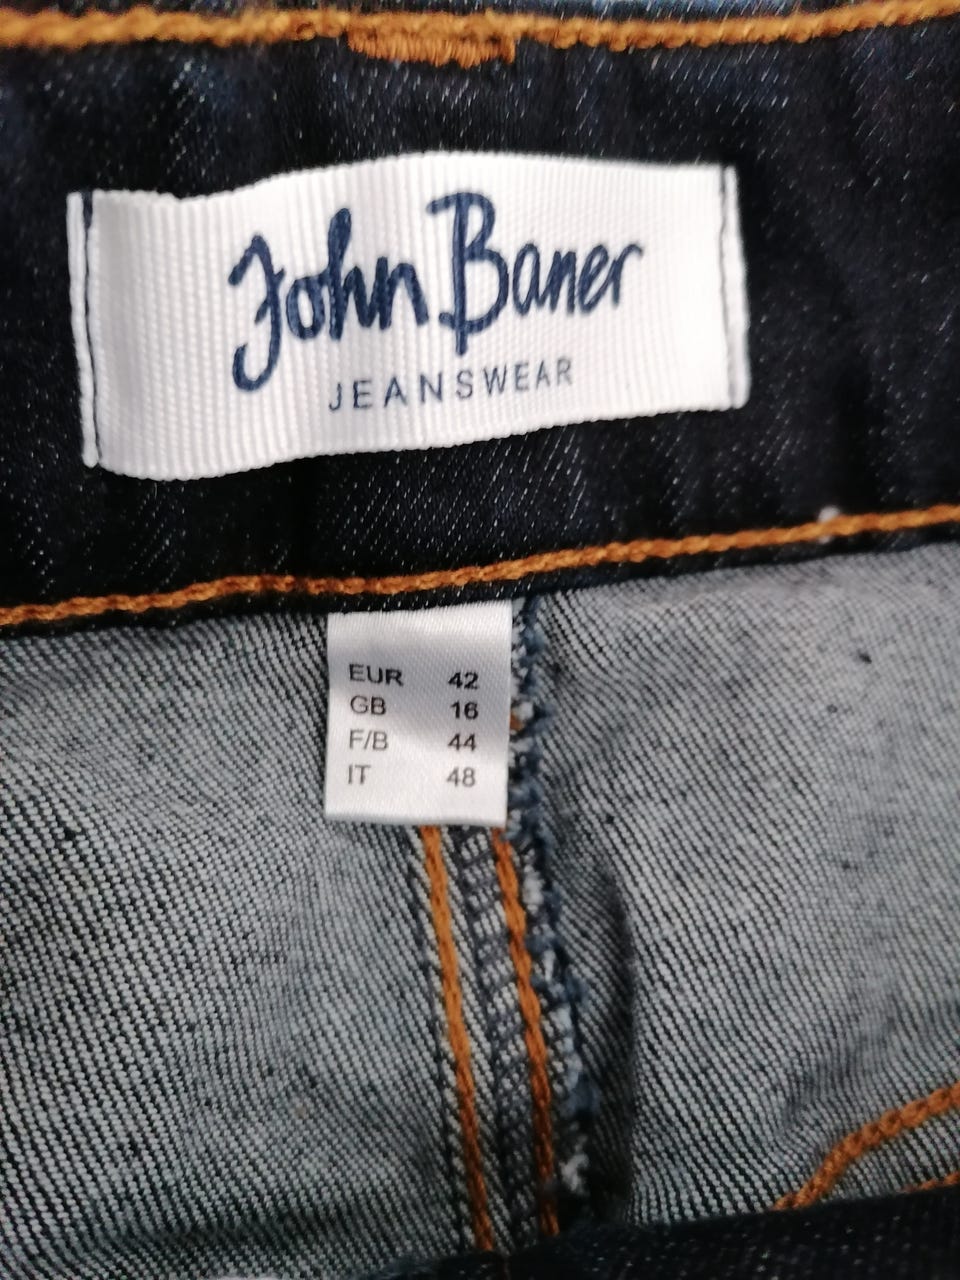 John Baner
JEANSWEAR
EUR 42
GB 16
F/B 44
IT 48